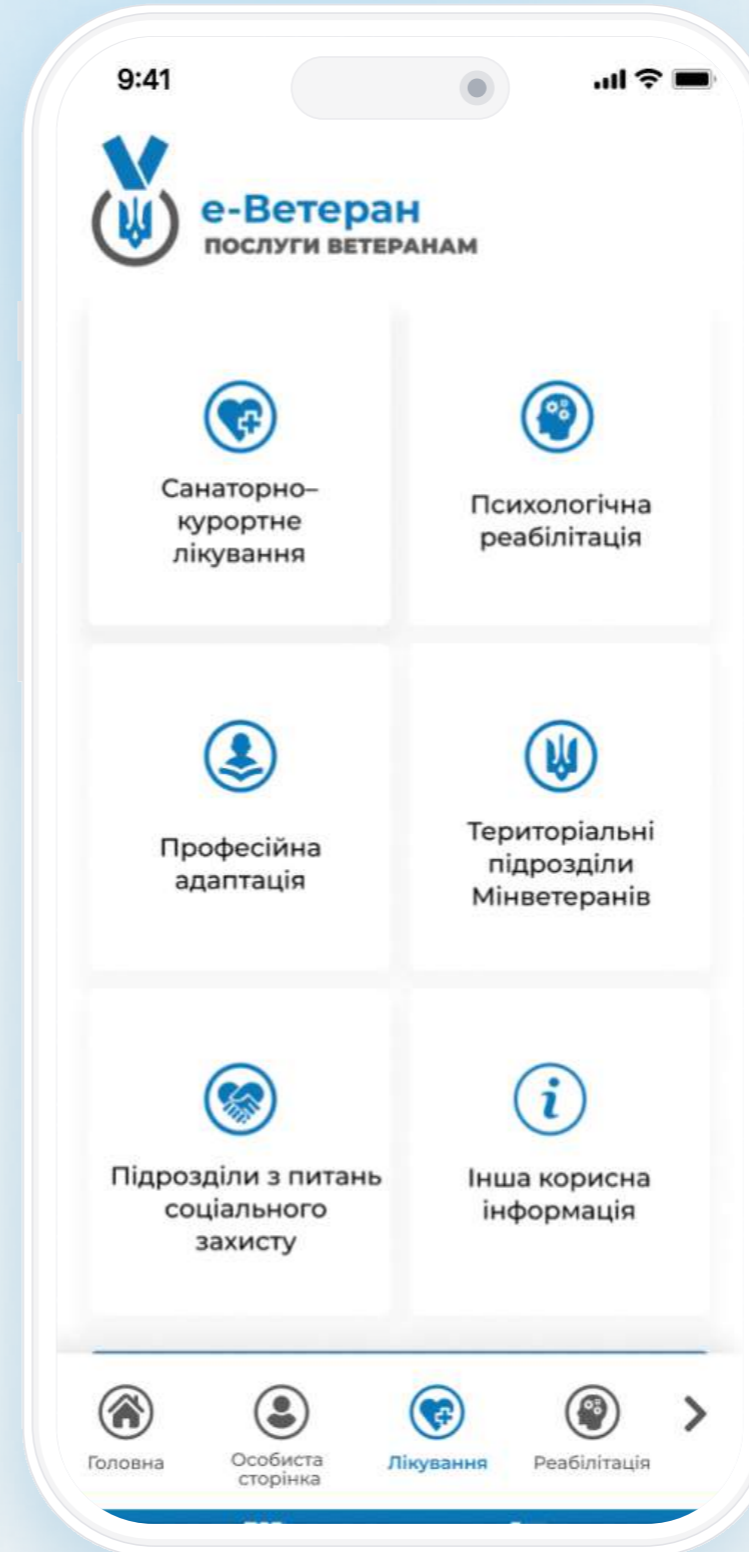 9:41
е-Ветеран
ПОСЛУГИ ВЕТЕРАНАМ
Санаторно–
курортне
лікування
Психологічна
реабілітація
Професійна
адаптація
Територіальні
підрозділи
Мінветеранів
Підрозділи з питань
соціального
захисту
Інша корисна
інформація
Головна
Особиста
сторінка
Лікування
Реабілітація